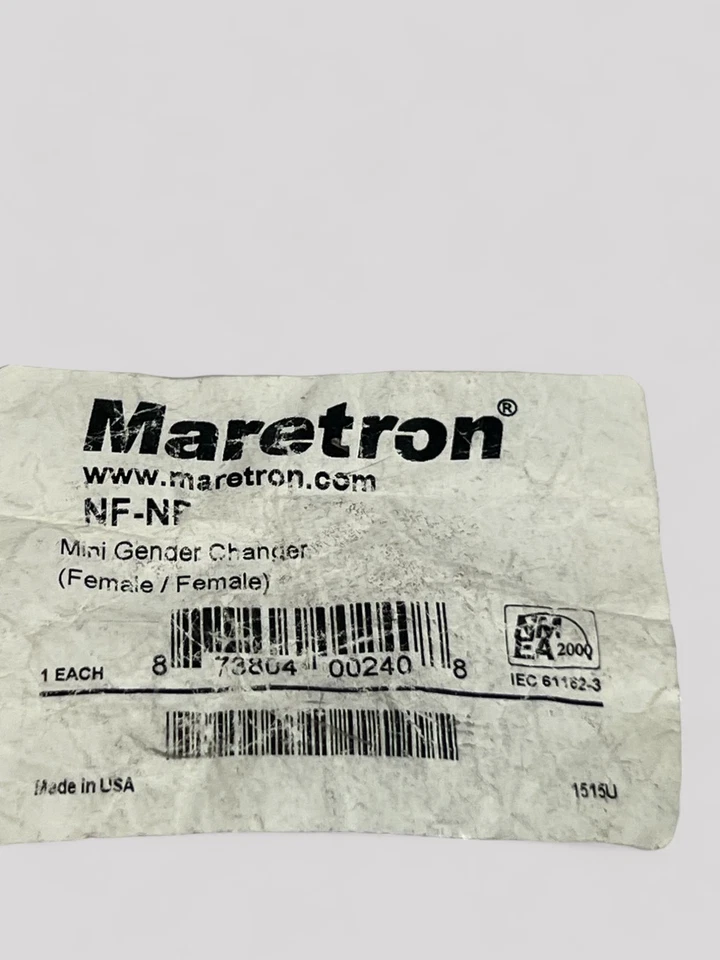 Maretron®
www.maretron.com
NF-NF
Mini Gender Changer
(Female / Female)
8 73804 00240 8
1 EACH
NMEA 2000
IEC 61162-3
Made in USA
1515U